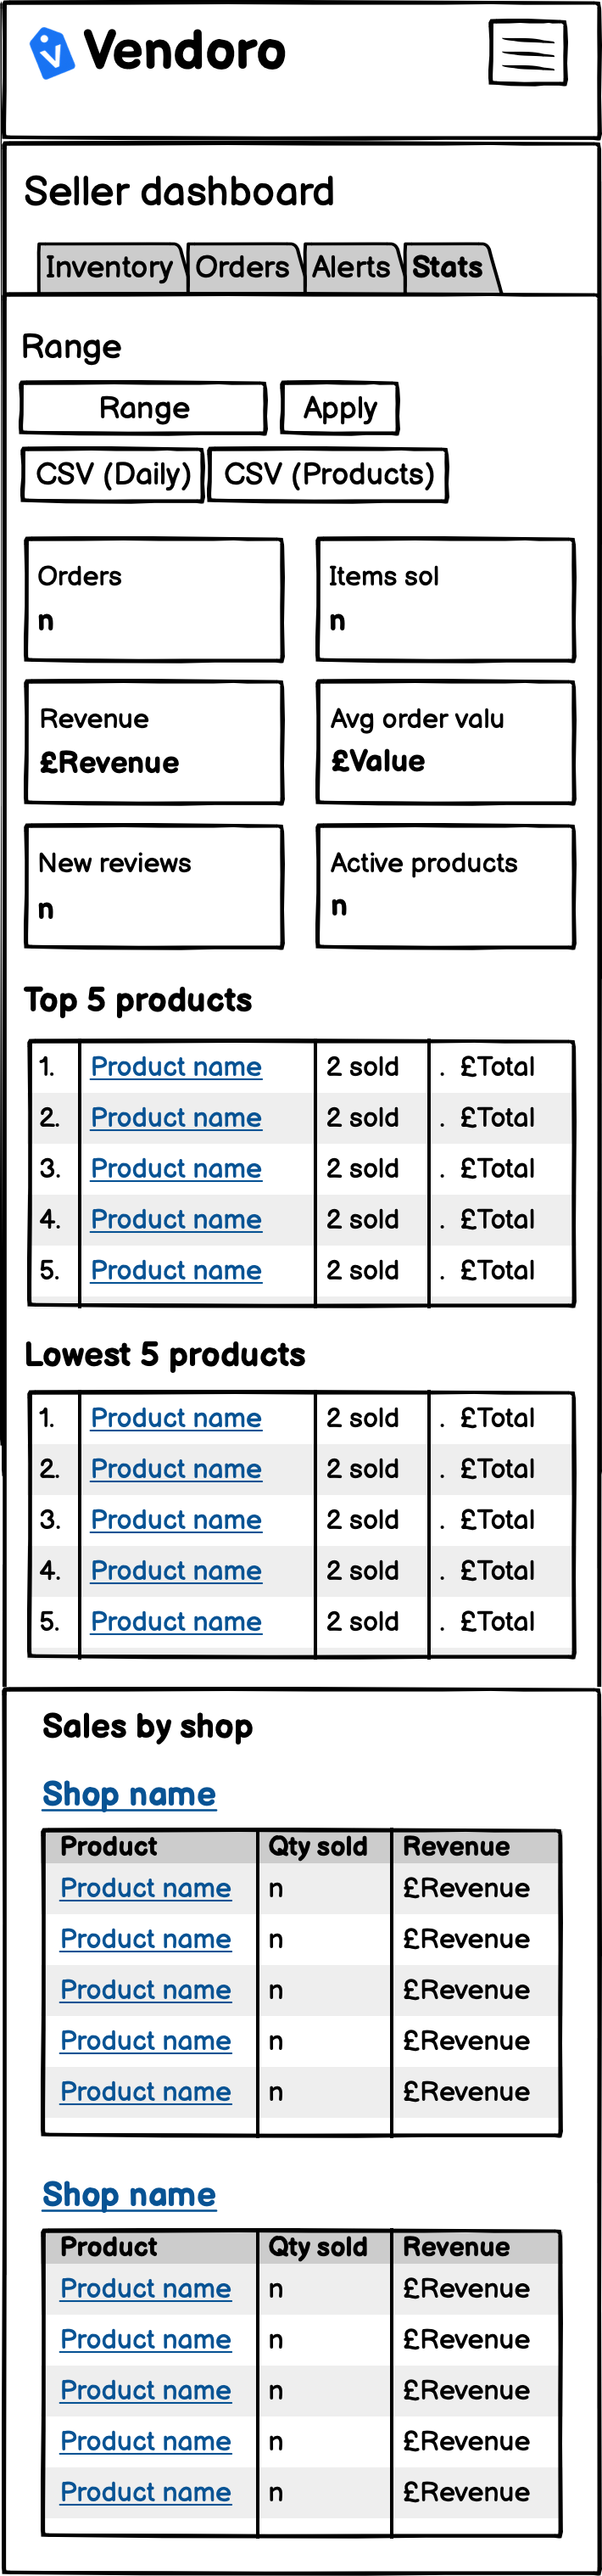 Vendoro
Seller dashboard
Inventory Orders Alerts Stats
Range
Range Apply
CSV (Daily) CSV (Products)
Orders Items sol
n n
Revenue Avg order valu
£Revenue £Value
New reviews Active products
n n
Top 5 products
1. Product name 2 sold . £Total
2. Product name 2 sold . £Total
3. Product name 2 sold . £Total
4. Product name 2 sold . £Total
5. Product name 2 sold . £Total
Lowest 5 products
1. Product name 2 sold . £Total
2. Product name 2 sold . £Total
3. Product name 2 sold . £Total
4. Product name 2 sold . £Total
5. Product name 2 sold . £Total
Sales by shop
Shop name
Product Qty sold Revenue
Product name n £Revenue
Product name n £Revenue
Product name n £Revenue
Product name n £Revenue
Product name n £Revenue
Shop name
Product Qty sold Revenue
Product name n £Revenue
Product name n £Revenue
Product name n £Revenue
Product name n £Revenue
Product name n £Revenue